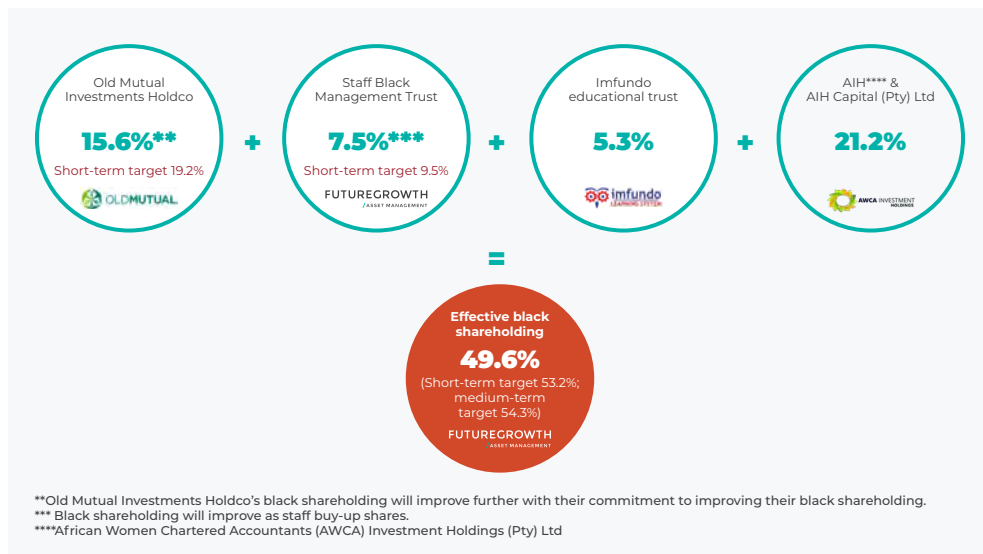 Old Mutual
Investments Holdco
15.6%**
Short-term target 19.2%
OLDMUTUAL
+
Staff Black
Management Trust
7.5%***
Short-term target 9.5%
FUTUREGROWTH
/ASSET MANAGEMENT
+
Imfundo
educational trust
5.3%
imfundo
LEARNING SYSTEM
+
AIH**** &
AIH Capital (Pty) Ltd
21.2%
AWCA INVESTMENT
HOLDINGS
=
Effective black
shareholding
49.6%
(Short-term target 53.2%;
medium-term
target 54.3%)
FUTUREGROWTH
/ASSET MANAGEMENT
**Old Mutual Investments Holdco's black shareholding will improve further with their commitment to improving their black shareholding.
*** Black shareholding will improve as staff buy-up shares.
****African Women Chartered Accountants (AWCA) Investment Holdings (Pty) Ltd